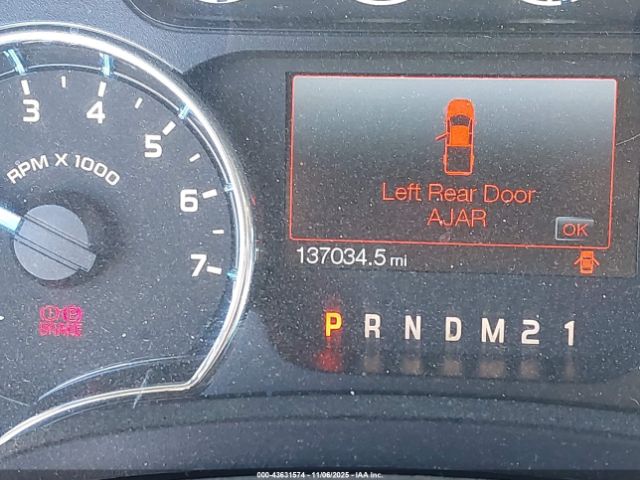 3
4
5
6
7
RPM X 1000
Left Rear Door
AJAR
OK
137034.5 mi
BRAKE
P R N D M 2 1
000-43631574 | 11/06/2025 | IAA Inc.